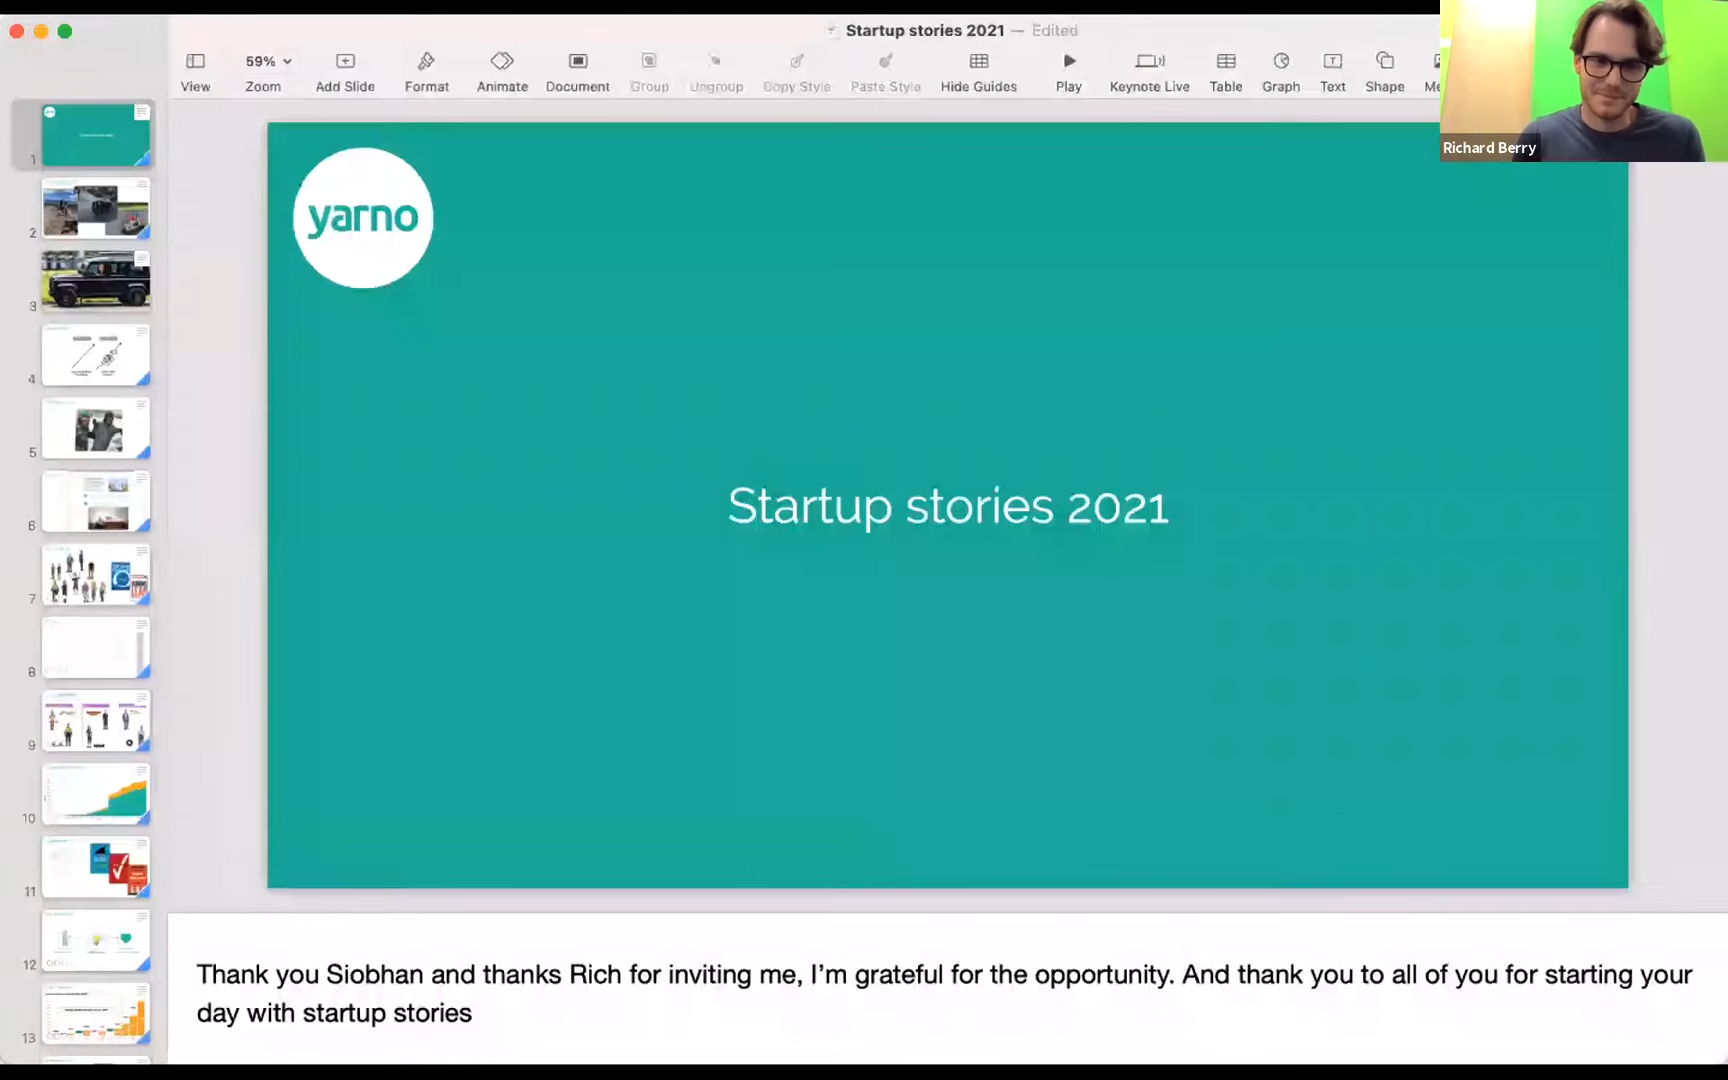 Startup stories 2021 — Edited
View
59%
Zoom
Add Slide
Format
Animate
Document
Group
Ungroup
Copy Style
Paste Style
Hide Guides
Play
Keynote Live
Table
Graph
Text
Shape
Richard Berry
1
2
3
4
5
6
7
8
9
10
11
12
13
yarno
Startup stories 2021
Thank you Siobhan and thanks Rich for inviting me, I'm grateful for the opportunity. And thank you to all of you for starting your
day with startup stories